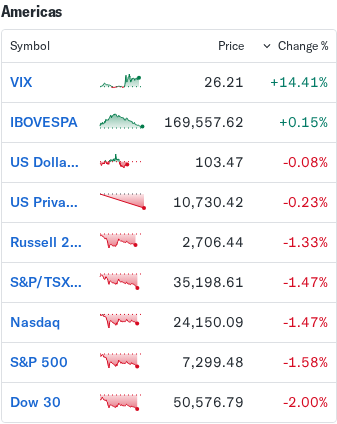 Americas
Symbol Price Change %
VIX 26.21 +14.41%
IBOVESPA 169,557.62 +0.15%
US Dolla... 103.47 -0.08%
US Priva... 10,730.42 -0.23%
Russell 2... 2,706.44 -1.33%
S&P/TSX... 35,198.61 -1.47%
Nasdaq 24,150.09 -1.47%
S&P 500 7,299.48 -1.58%
Dow 30 50,576.79 -2.00%